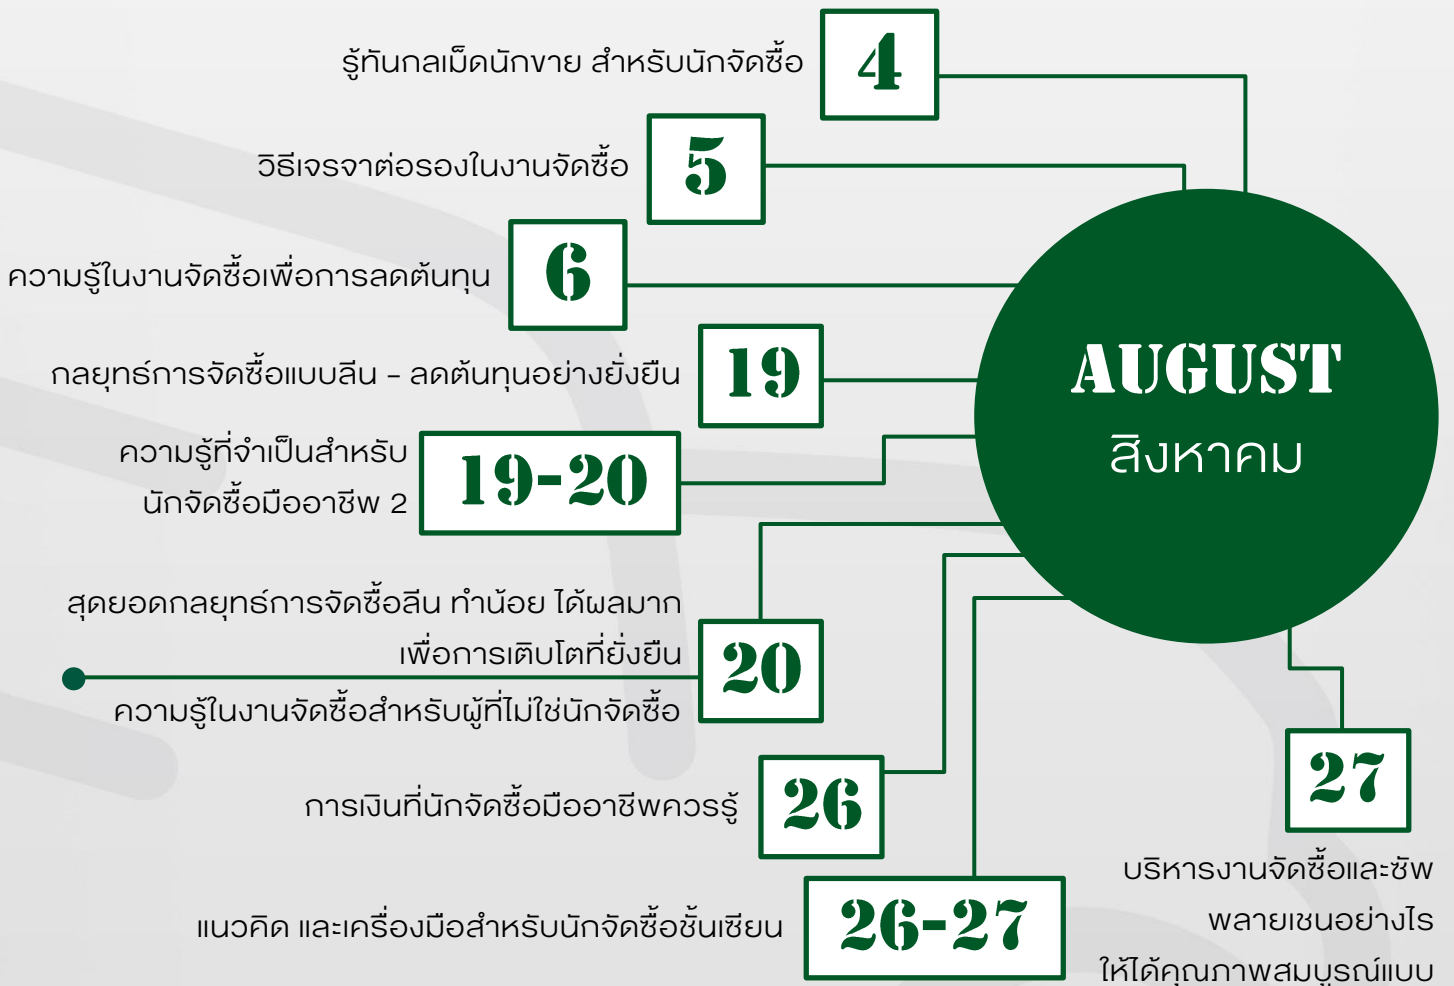 รู้ทันกลเม็ดนักขาย สำหรับนักจัดซื้อ
4
วิธีเจรจาต่อรองในงานจัดซื้อ
5
ความรู้ในงานจัดซื้อเพื่อการลดต้นทุน
6
กลยุทธ์การจัดซื้อแบบลีน - ลดต้นทุนอย่างยั่งยืน
19
ความรู้ที่จำเป็นสำหรับ
นักจัดซื้อมืออาชีพ 2
19-20
สุดยอดกลยุทธ์การจัดซื้อลีน ทำน้อย ได้ผลมาก
เพื่อการเติบโตที่ยั่งยืน
20
ความรู้ในงานจัดซื้อสำหรับผู้ที่ไม่ใช่นักจัดซื้อ
การเงินที่นักจัดซื้อมืออาชีพควรรู้
26
แนวคิด และเครื่องมือสำหรับนักจัดซื้อชั้นเซียน
26-27
AUGUST
สิงหาคม
27
บริหารงานจัดซื้อและซัพ
พลายเชนอย่างไร
ให้ได้คุณภาพสมบูรณ์แบบ